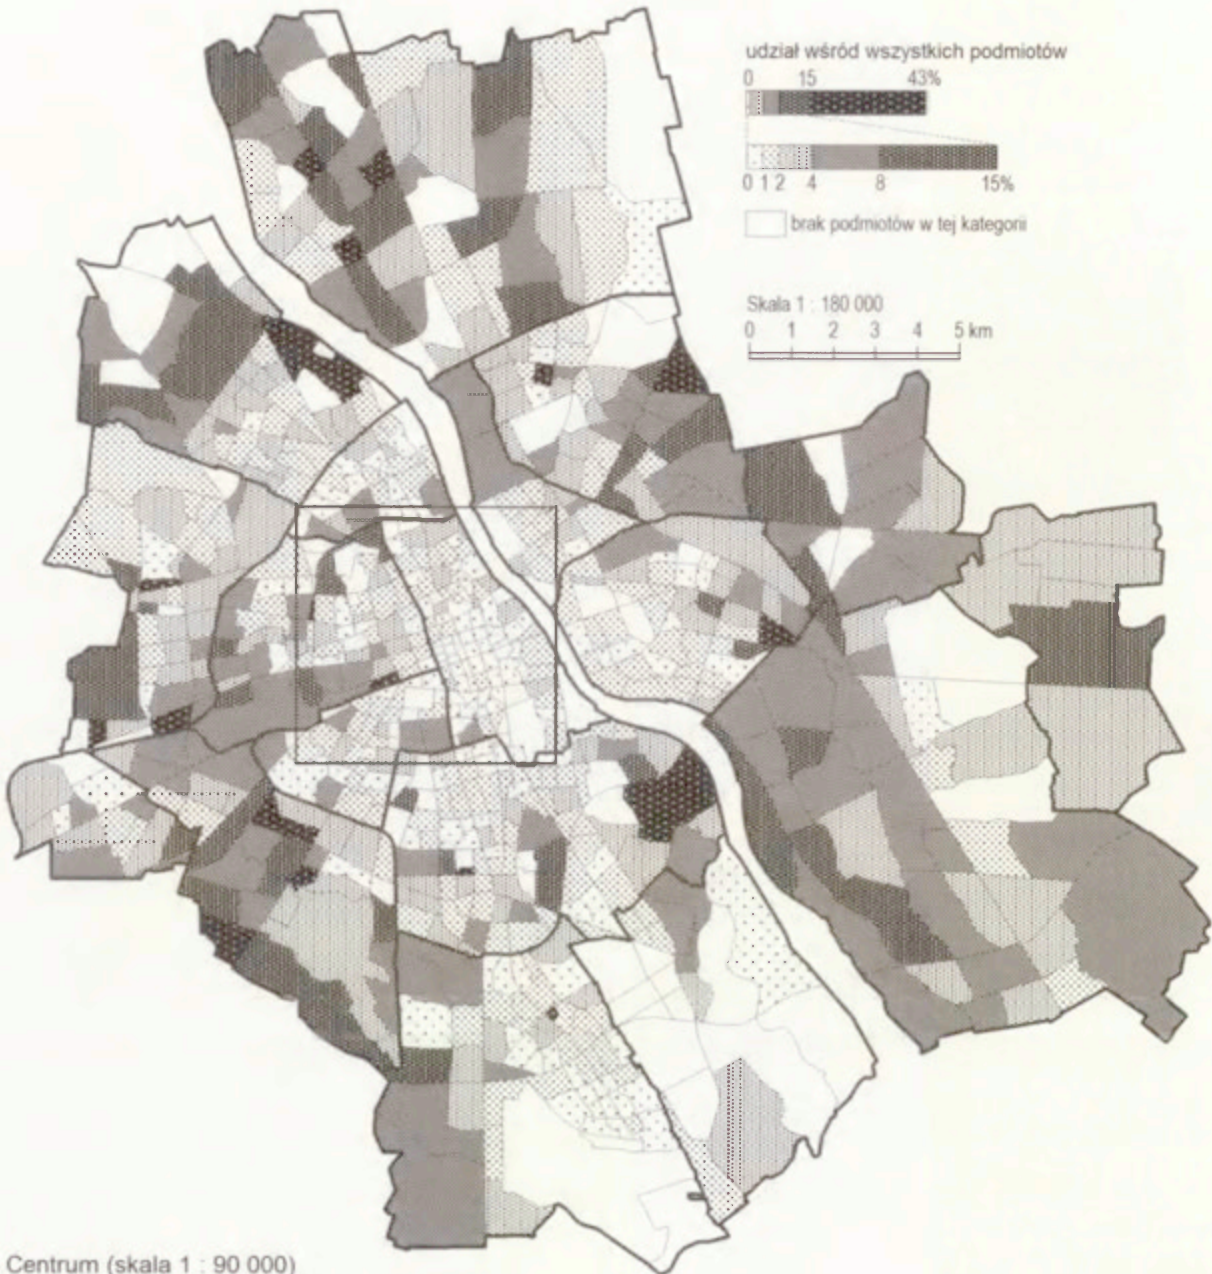 udział wśród wszystkich podmiotów
0 15 43%
0 1 2 4 8 15%
brak podmiotów w tej kategorii
Skala 1 : 180 000
0 1 2 3 4 5 km
Centrum (skala 1 : 90 000)